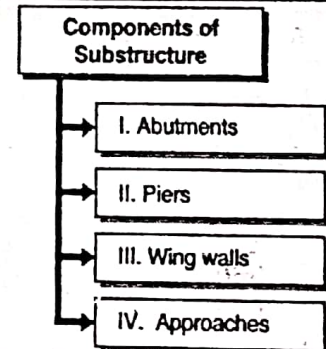 Components of
Substructure
I. Abutments
II. Piers
III. Wing walls
IV. Approaches